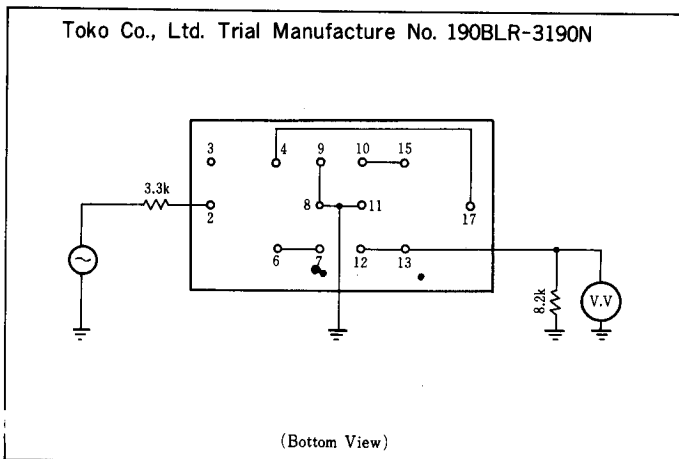 Toko Co., Ltd. Trial Manufacture No. 190BLR-3190N
3 4 9 10 15
3.3k
2 8 11 17
6 7 12 13
8.2k
V.V
(Bottom View)